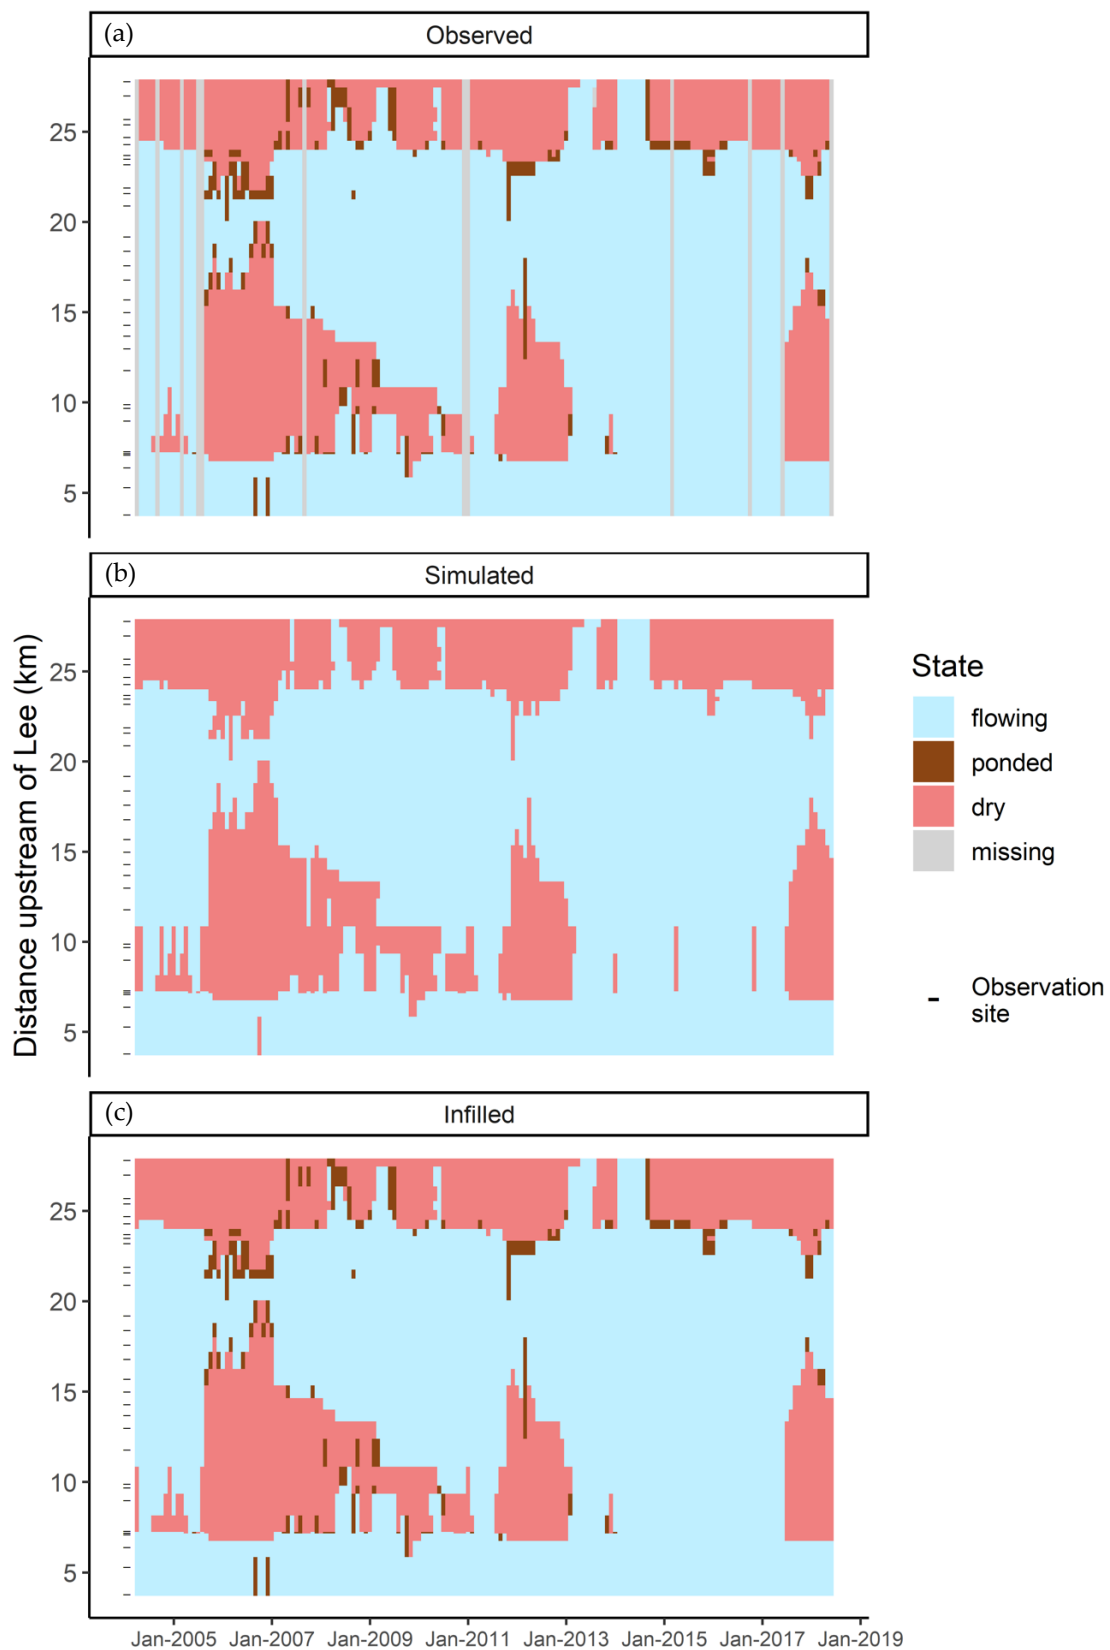 (a)
Observed
25
20
15
10
5
(b)
Simulated
25
20
15
10
5
Distance upstream of Lee (km)
State
flowing
ponded
dry
missing
Observation
site
(c)
Infilled
25
20
15
10
5
Jan-2005 Jan-2007 Jan-2009 Jan-2011 Jan-2013 Jan-2015 Jan-2017 Jan-2019